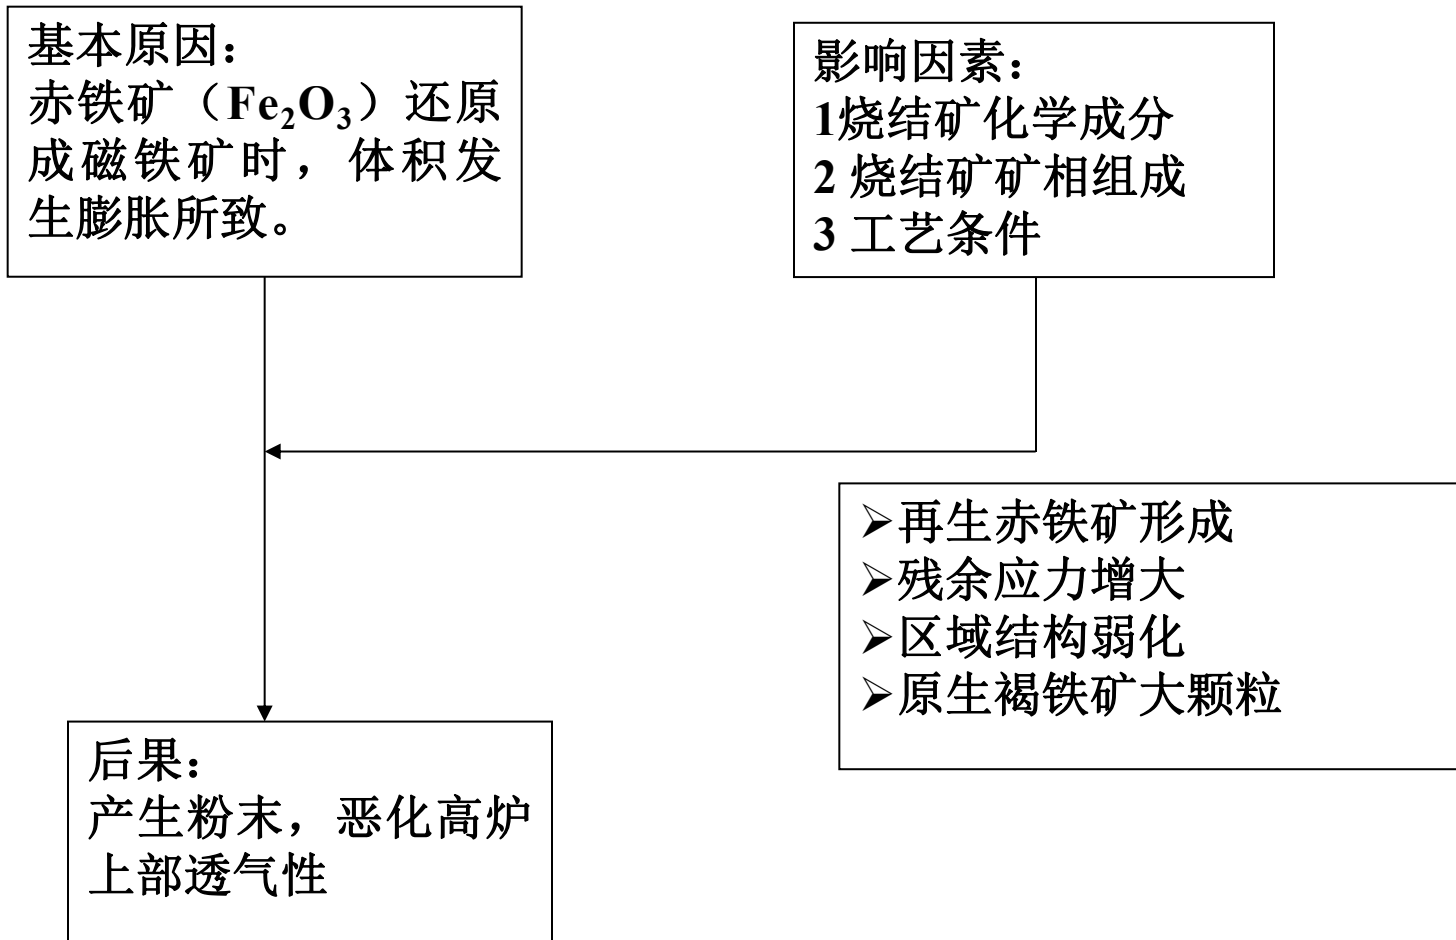 基本原因：
赤铁矿（Fe₂O₃）还原
成磁铁矿时，体积发
生膨胀所致。
影响因素：
1烧结矿化学成分
2 烧结矿矿相组成
3 工艺条件
➢再生赤铁矿形成
➢残余应力增大
➢区域结构弱化
➢原生褐铁矿大颗粒
后果：
产生粉末，恶化高炉
上部透气性